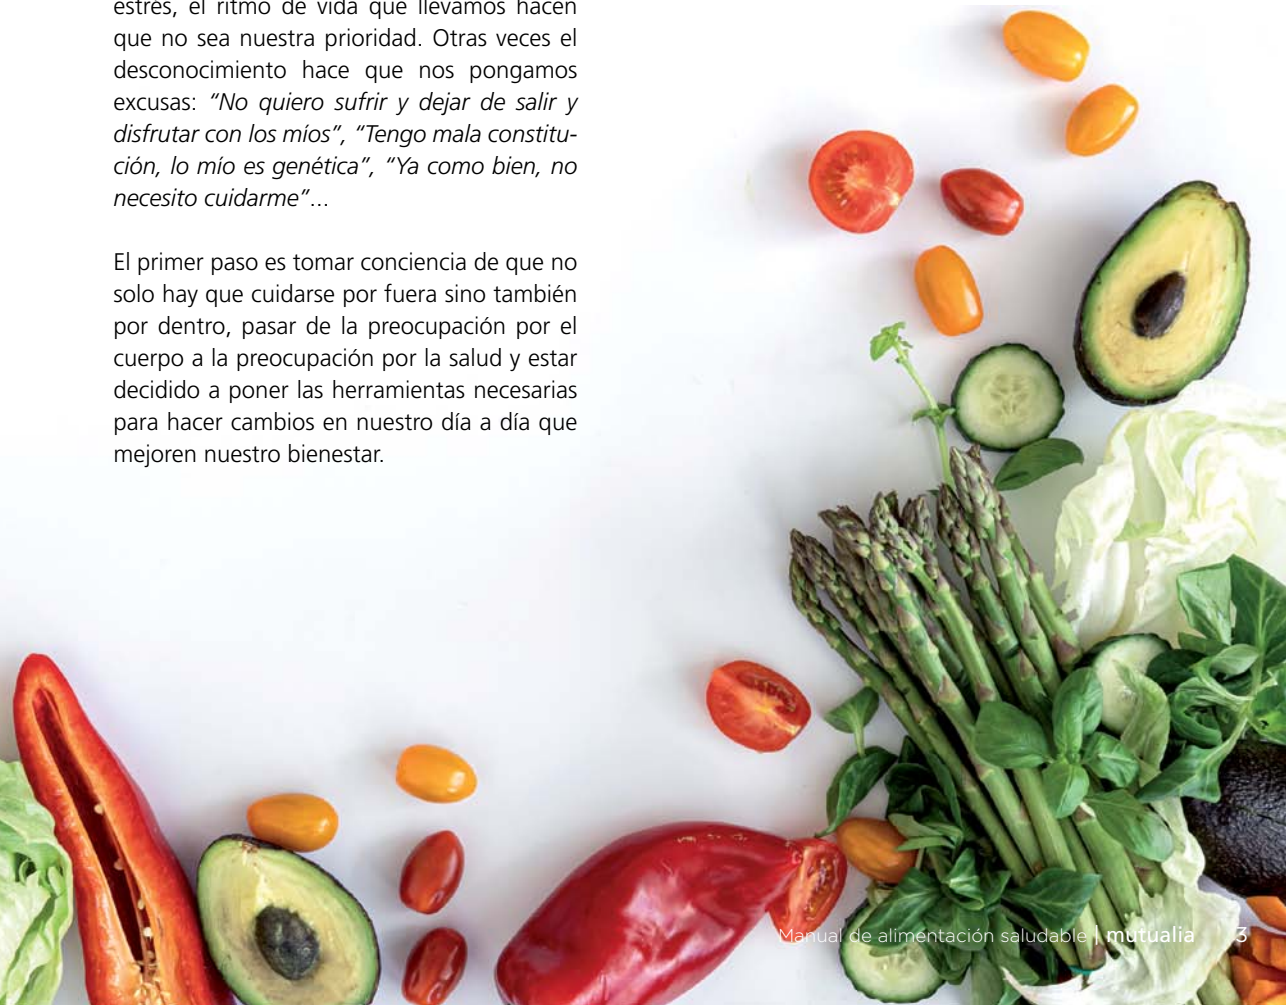 estrés, el ritmo de vida que llevamos hacen
que no sea nuestra prioridad. Otras veces el
desconocimiento hace que nos pongamos
excusas: “No quiero sufrir y dejar de salir y
disfrutar con los míos”, “Tengo mala constitu-
ción, lo mío es genética”, “Ya como bien, no
necesito cuidarme”...
El primer paso es tomar conciencia de que no
solo hay que cuidarse por fuera sino también
por dentro, pasar de la preocupación por el
cuerpo a la preocupación por la salud y estar
decidido a poner las herramientas necesarias
para hacer cambios en nuestro día a día que
mejoren nuestro bienestar.
Manual de alimentación saludable | mutualia 3